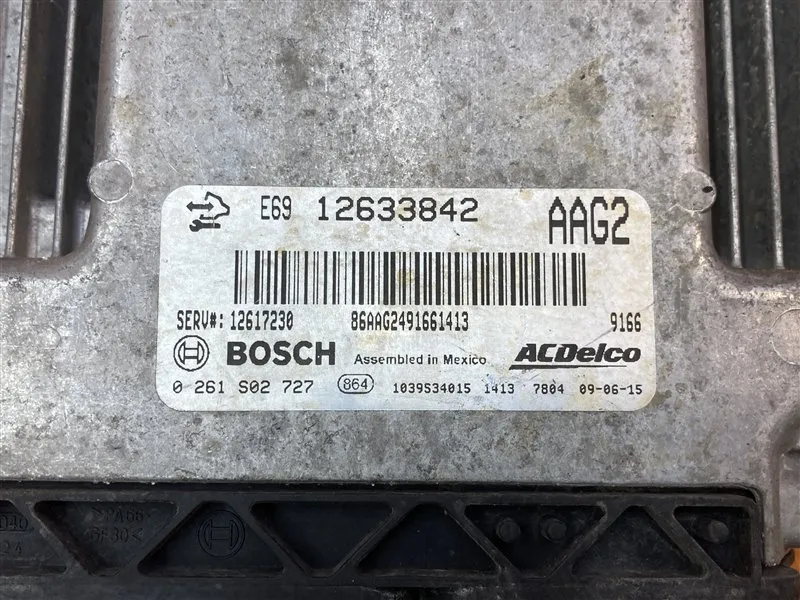 E69 12633842 AAG2
SERV#: 12617230 86AAG2491661413 9166
BOSCH Assembled in Mexico ACDelco
0 261 S02 727 864 1039S34015 1413 7804 09-06-15